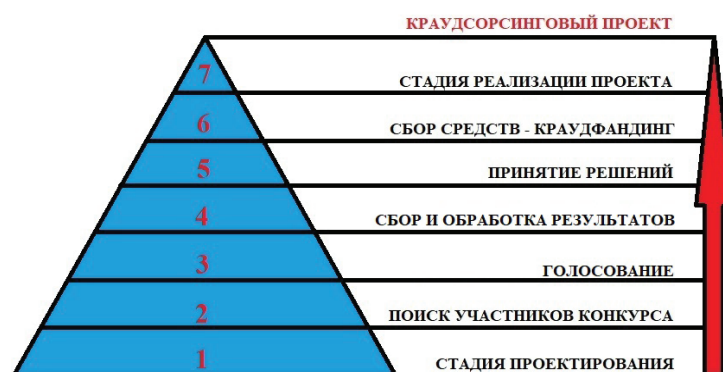 КРАУДСОРСИНГОВЫЙ ПРОЕКТ
7 СТАДИЯ РЕАЛИЗАЦИИ ПРОЕКТА
6 СБОР СРЕДСТВ - КРАУДФАНДИНГ
5 ПРИНЯТИЕ РЕШЕНИЙ
4 СБОР И ОБРАБОТКА РЕЗУЛЬТАТОВ
3 ГОЛОСОВАНИЕ
2 ПОИСК УЧАСТНИКОВ КОНКУРСА
1 СТАДИЯ ПРОЕКТИРОВАНИЯ